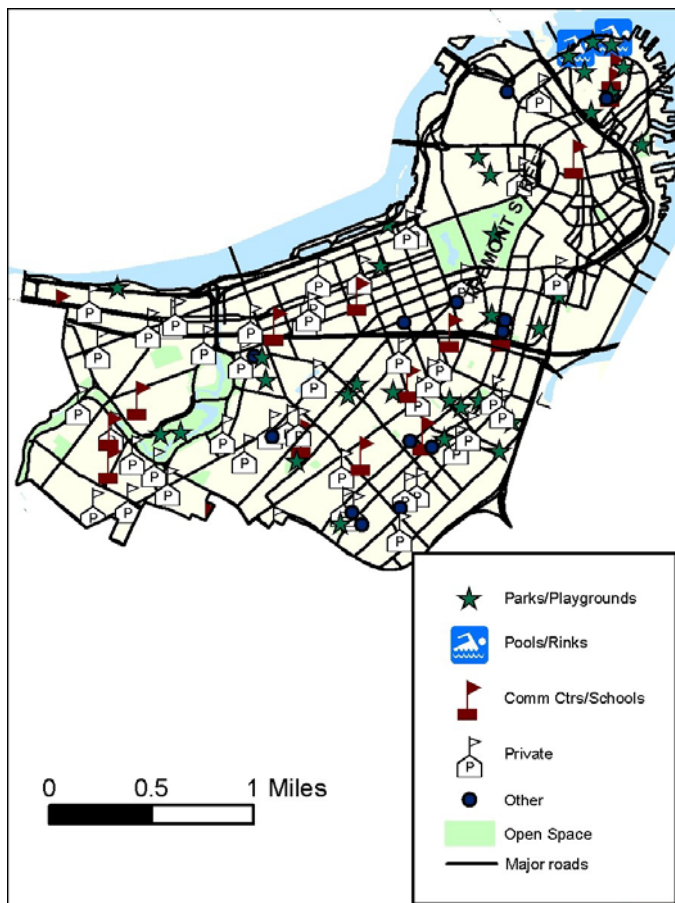 TREMONT STREET
Parks/Playgrounds
Pools/Rinks
Comm Ctrs/Schools
Private
Other
Open Space
Major roads
0 0.5 1 Miles